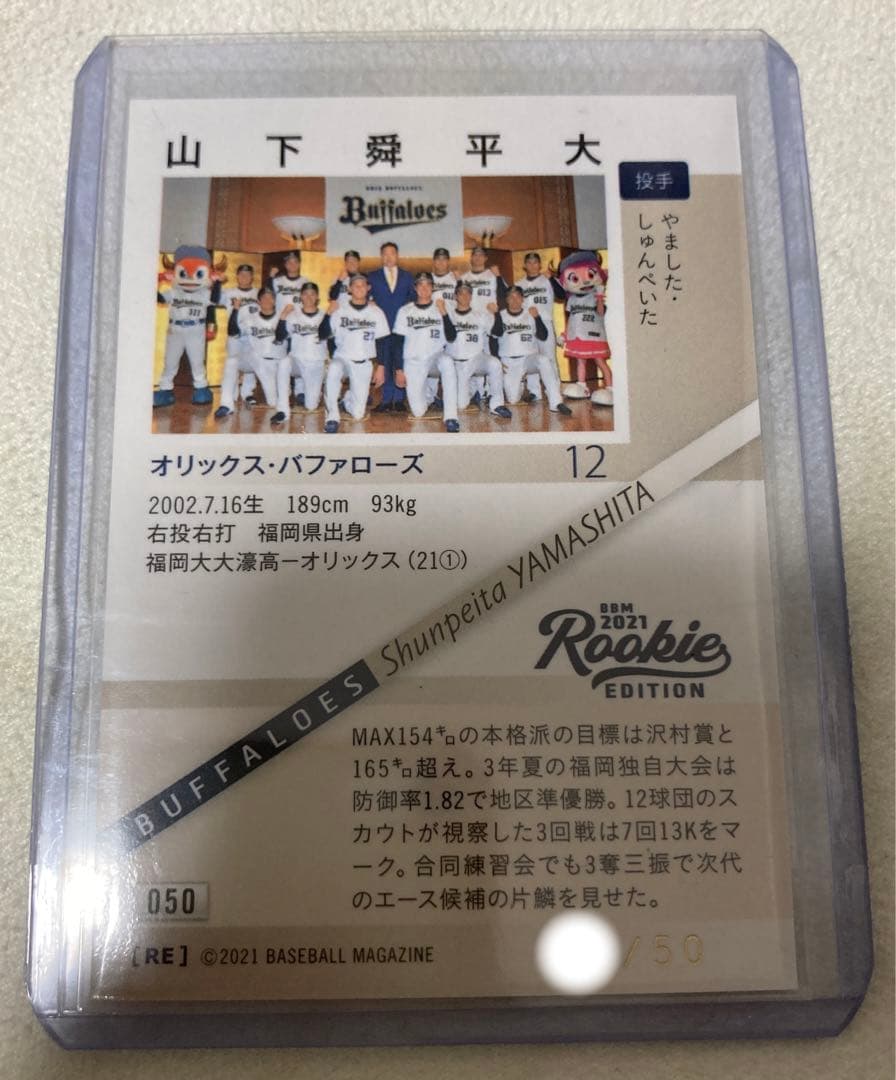 山下舜平大
投手
やました・
しゅんぺいた
Buffaloes
オリックス・バファローズ
12
2002.7.16生 189cm 93kg
右投右打 福岡県出身
福岡大大濠高－オリックス（21①）
BUFFALOES Shunpeita YAMASHITA
BBM
2021
Rookie
EDITION
MAX154㌔の本格派の目標は沢村賞と
165㌔超え。3年夏の福岡独自大会は
防御率1.82で地区準優勝。12球団のス
カウトが視察した3回戦は7回13Kをマ
ーク。合同練習会でも3奪三振で次代
のエース候補の片鱗を見せた。
050
[RE] ©2021 BASEBALL MAGAZINE
/50